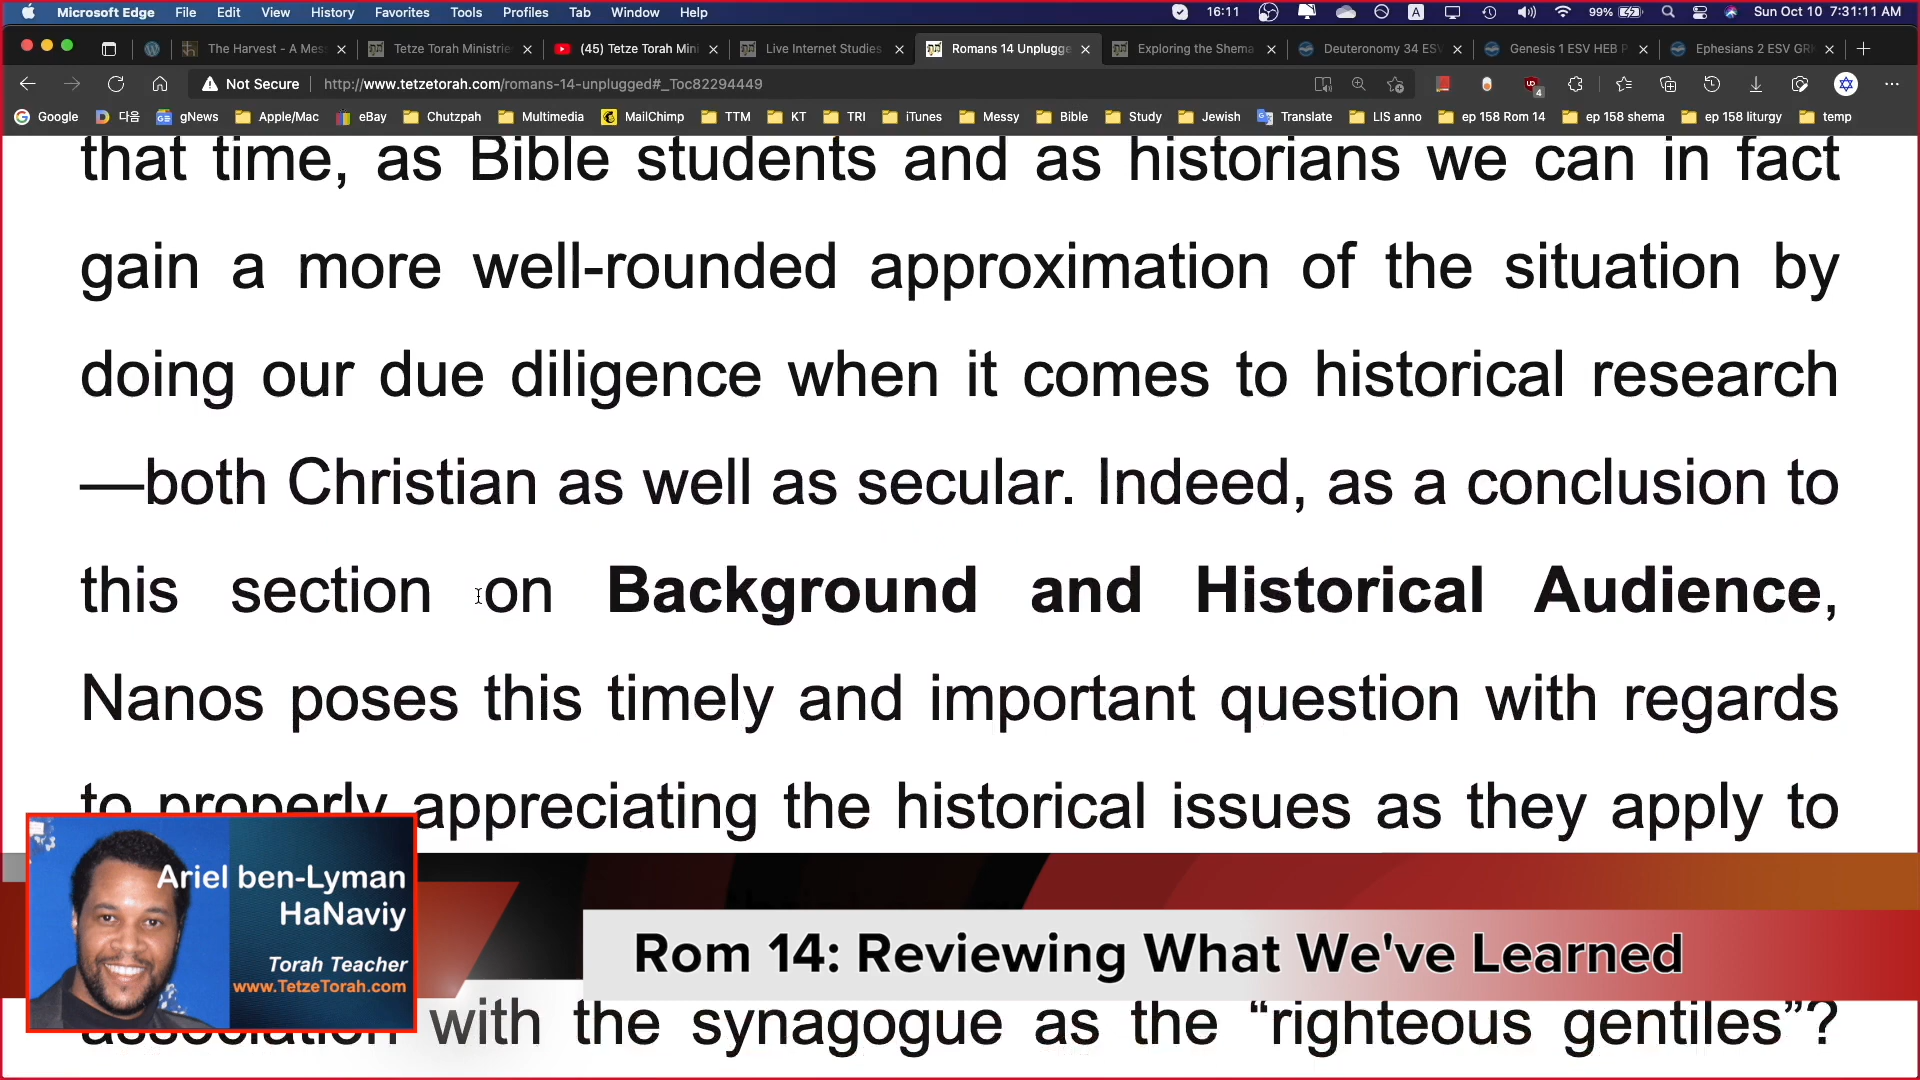 Microsoft Edge File Edit View History Favorites Tools Profiles Tab Window Help 16:11 A 99% Sun Oct 10 7:31:11 AM
The Harvest - A Mes Tetze Torah Ministrie (45) Tetze Torah Mini Live Internet Studies Romans 14 Unplugge Exploring the Shema Deuteronomy 34 ESV Genesis 1 ESV HEB P Ephesians 2 ESV GRK
Not Secure http://www.tetzetorah.com/romans-14-unplugged#_Toc82294449 4
Google 다음 gNews Apple/Mac eBay Chutzpah Multimedia MailChimp TTM KT TRI iTunes Messy Bible Study Jewish Translate LIS anno ep 158 Rom 14 ep 158 shema ep 158 liturgy temp
that time, as Bible students and as historians we can in fact
gain a more well-rounded approximation of the situation by
doing our due diligence when it comes to historical research
—both Christian as well as secular. Indeed, as a conclusion to
this section on Background and Historical Audience,
Nanos poses this timely and important question with regards
to properly appreciating the historical issues as they apply to
Ariel ben-Lyman
HaNaviy
Torah Teacher
www.TetzeTorah.com
Rom 14: Reviewing What We've Learned
association with the synagogue as the “righteous gentiles”?